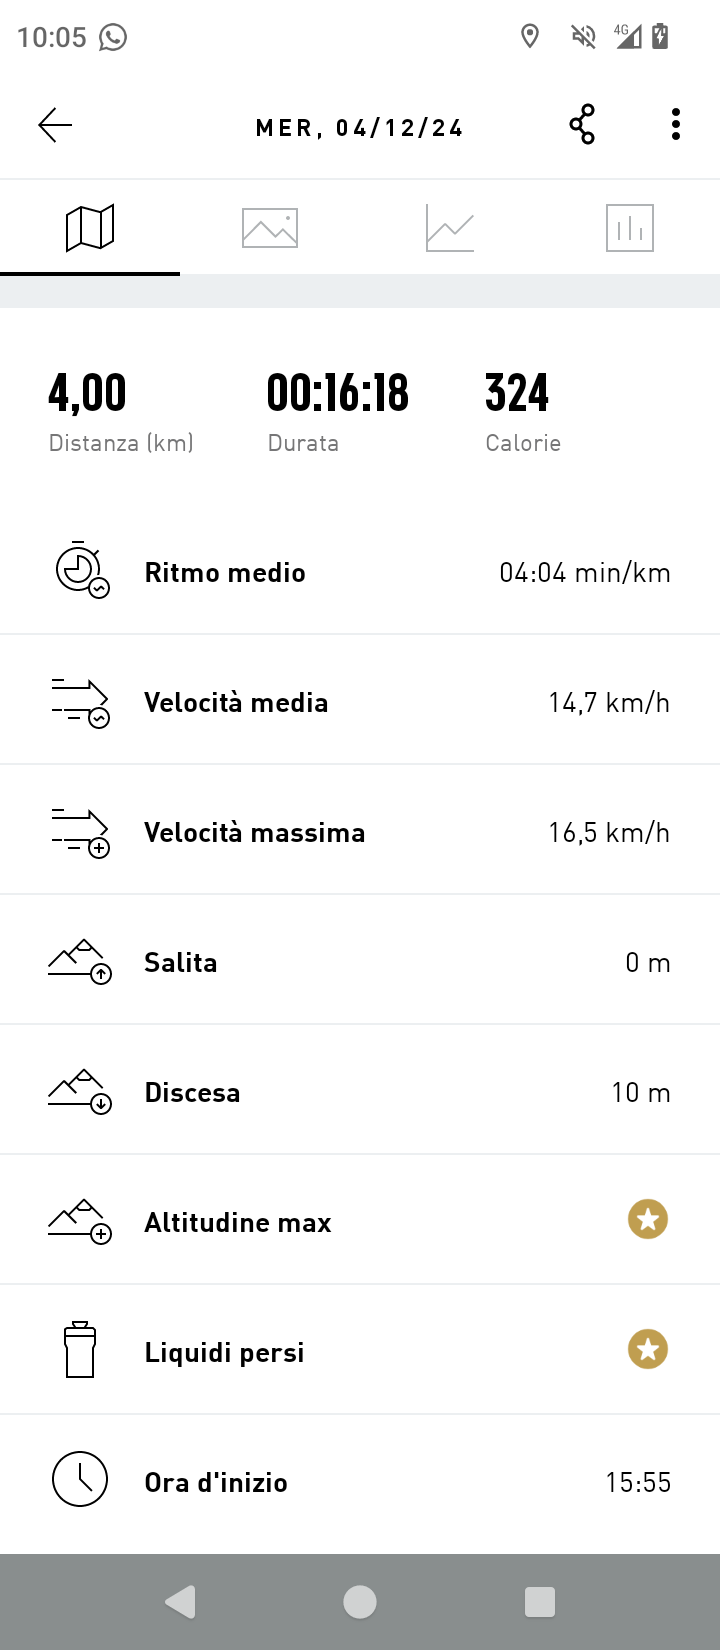 10:05
4G
MER, 04/12/24
4,00 00:16:18 324
Distanza (km) Durata Calorie
Ritmo medio 04:04 min/km
Velocità media 14,7 km/h
Velocità massima 16,5 km/h
Salita 0 m
Discesa 10 m
Altitudine max
Liquidi persi
Ora d'inizio 15:55